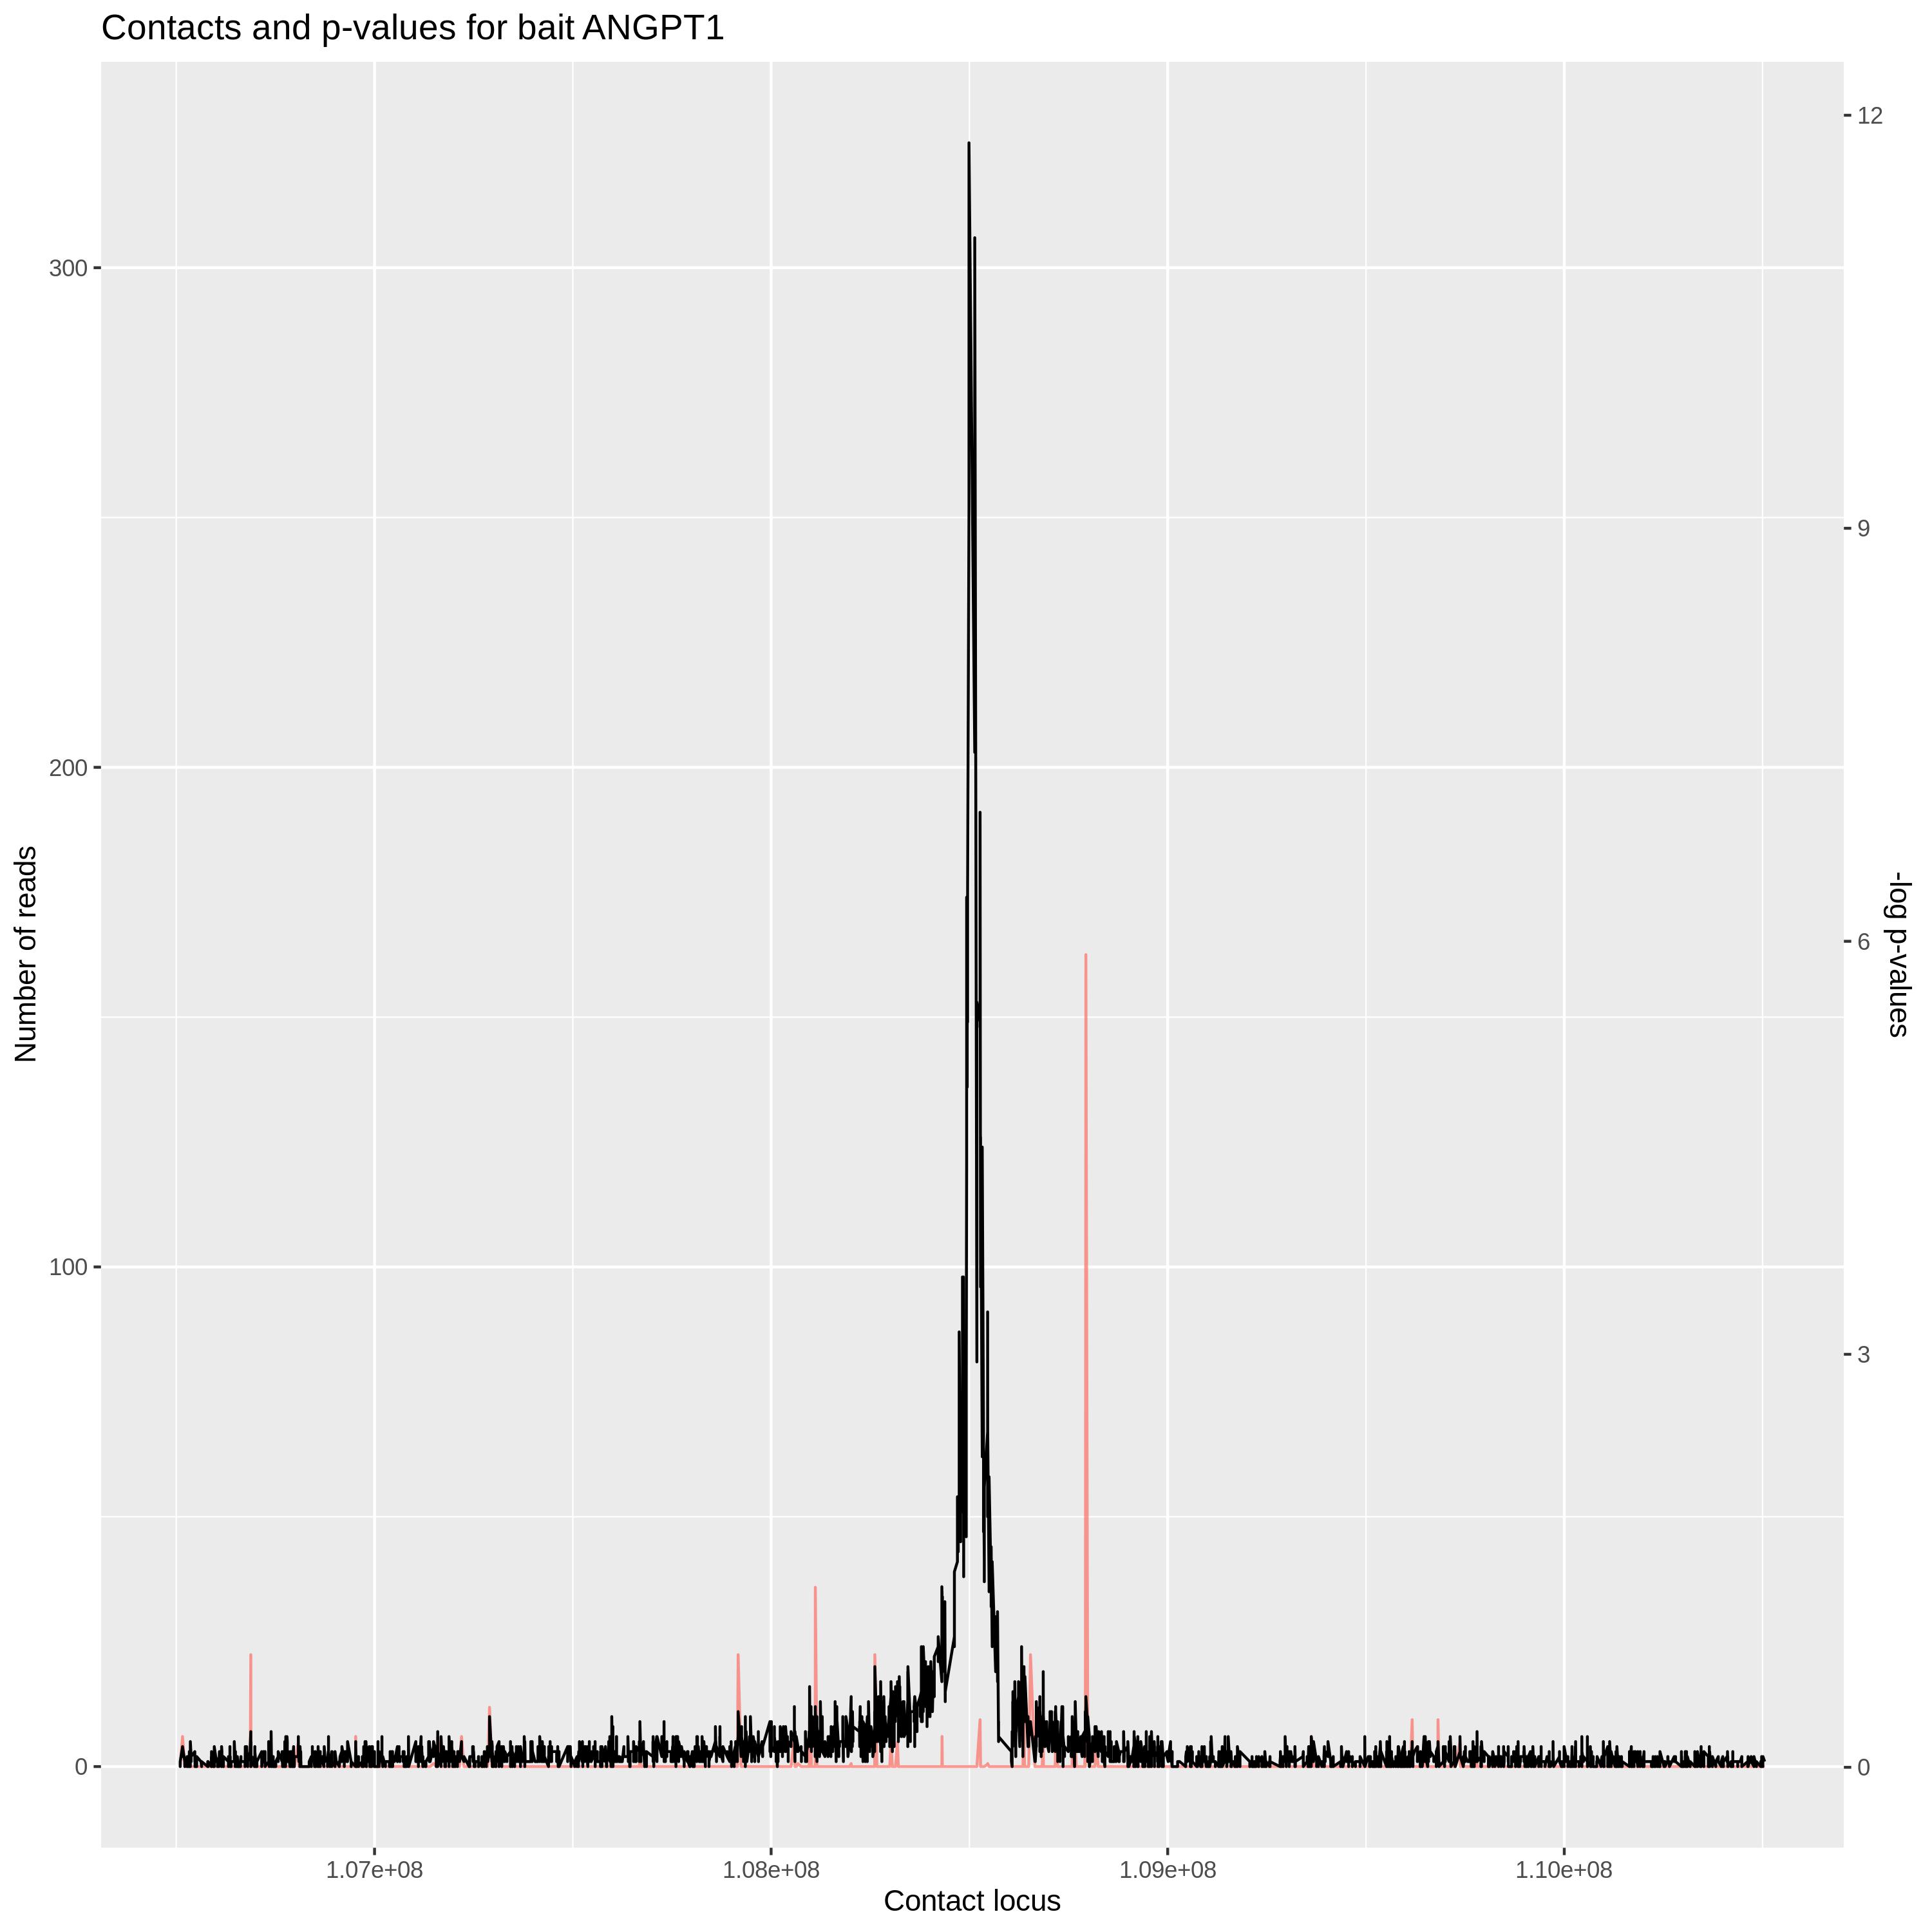 Contacts and p-values for bait ANGPT1
Number of reads
300
200
100
0
12
9
6
3
0
-log p-values
1.07e+08
1.08e+08
1.09e+08
1.10e+08
Contact locus